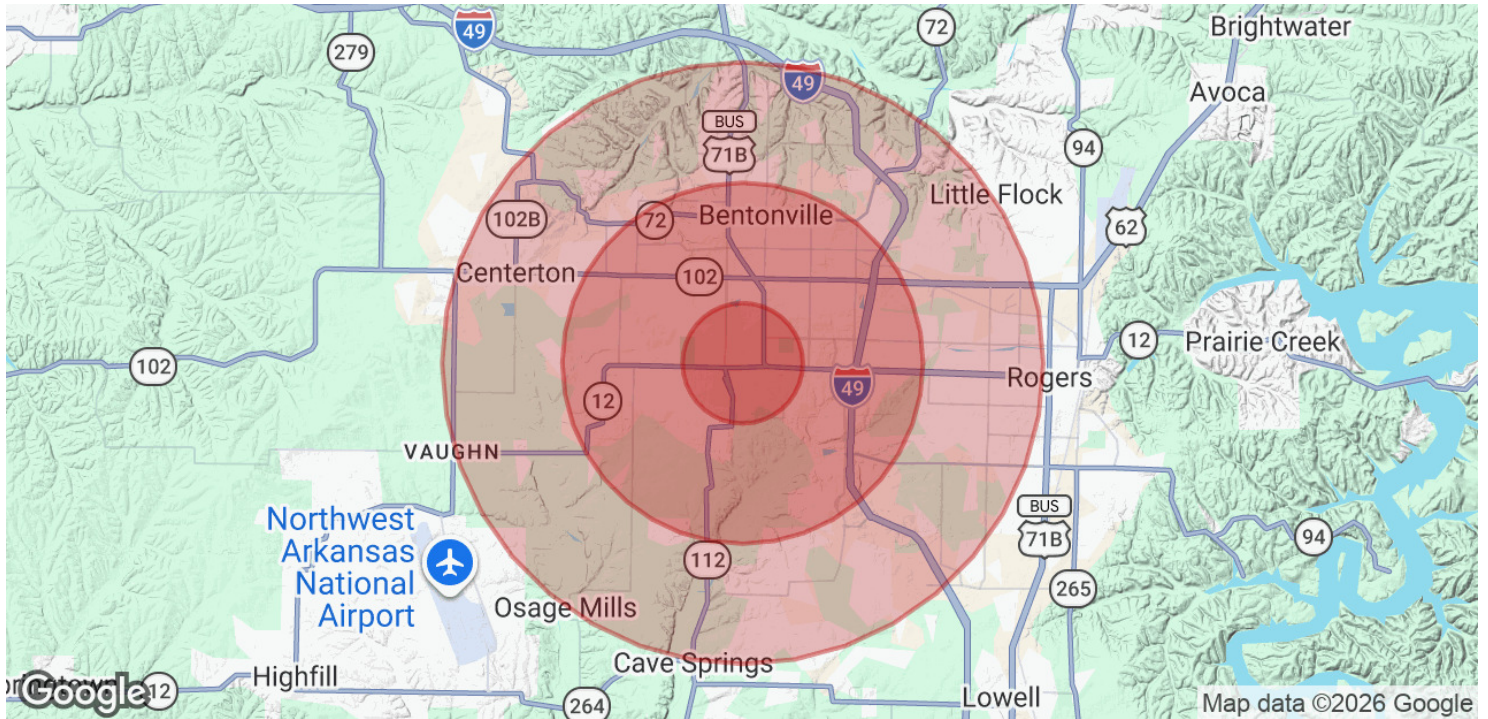 49
279
72
Brightwater
49
Avoca
BUS
71B
94
Little Flock
102B
72
Bentonville
62
Centerton
102
12
Prairie Creek
102
Rogers
49
12
VAUGHN
Northwest
Arkansas
National
Airport
BUS
71B
94
112
265
Osage Mills
Cave Springs
Highfill
12
264
Lowell
Google
Map data ©2026 Google